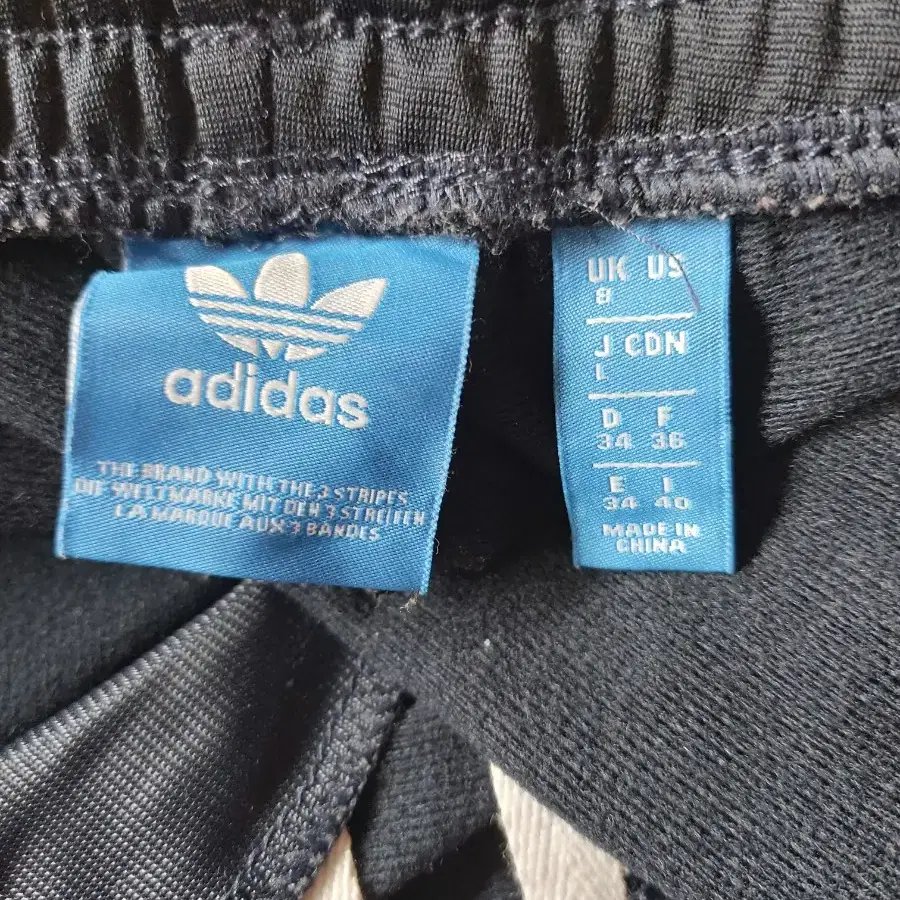 adidas
THE BRAND WITH THE 3 STRIPES
DIE WELTMARKE MIT DEN 3 STREIFEN
LA MARQUE AUX 3 BANDES
UK US
8
J CDN
L
D F
34 36
E I
34 40
MADE IN
CHINA